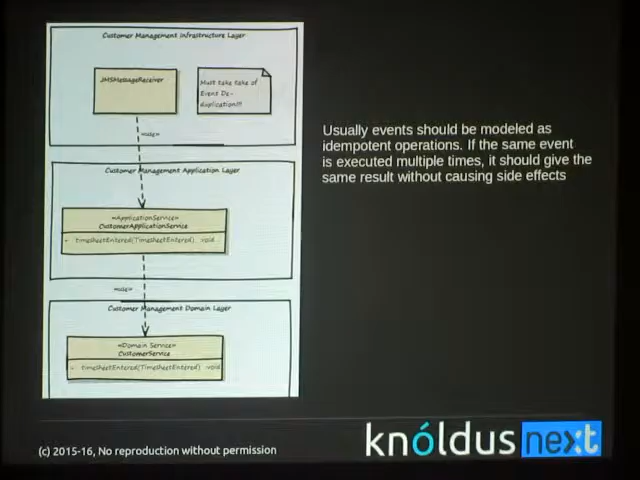 Customer Management Infrastructure Layer
JMSMessageReceiver
Must take take of
Event De-
duplication!!!
«use»
Customer Management Application Layer
«ApplicationService»
CustomerApplicationService
+ timesheetEntered(TimesheetEntered) :void
«use»
Customer Management Domain Layer
«Domain Service»
CustomerService
+ timesheetEntered(TimesheetEntered) :void
Usually events should be modeled as
idempotent operations. If the same event
is executed multiple times, it should give the
same result without causing side effects
(c) 2015-16, No reproduction without permission
knóldus next